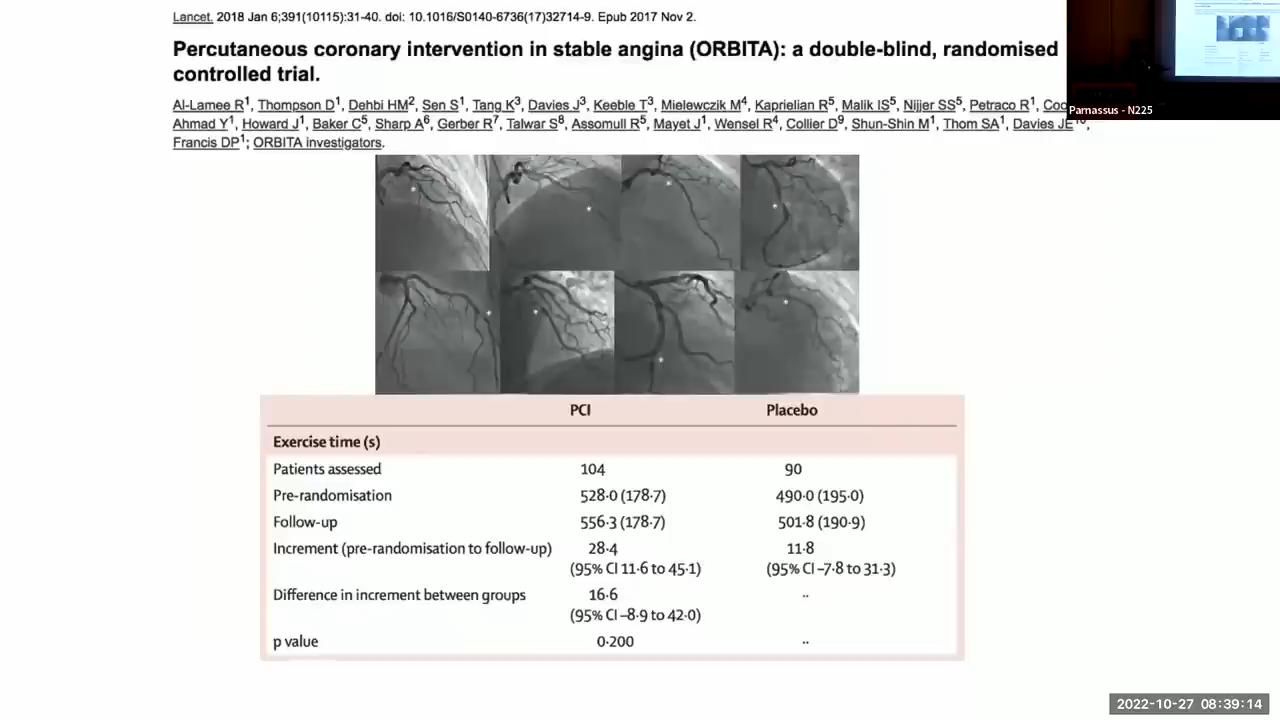 Lancet. 2018 Jan 6;391(10115):31-40. doi: 10.1016/S0140-6736(17)32714-9. Epub 2017 Nov 2.
Percutaneous coronary intervention in stable angina (ORBITA): a double-blind, randomised
controlled trial.
Al-Lamee R1, Thompson D1, Dehbi HM2, Sen S1, Tang K3, Davies J3, Keeble T3, Mielewczik M4, Kaprielian R5, Malik IS5, Nijjer SS5, Petraco R1,
Ahmad Y1, Howard J1, Baker C5, Sharp A6, Gerber R7, Talwar S8, Assomull R5, Mayet J1, Wensel R4, Collier D9, Shun-Shin M1, Thom SA1, Davies JE10,
Francis DP1; ORBITA investigators.
Parnassus - N225
PCI Placebo
Exercise time (s)
Patients assessed 104 90
Pre-randomisation 528·0 (178·7) 490·0 (195·0)
Follow-up 556·3 (178·7) 501·8 (190·9)
Increment (pre-randomisation to follow-up) 28·4 11·8
(95% CI 11·6 to 45·1) (95% CI –7·8 to 31·3)
Difference in increment between groups 16·6 ··
(95% CI –8·9 to 42·0)
p value 0·200 ··
2022-10-27 08:39:14